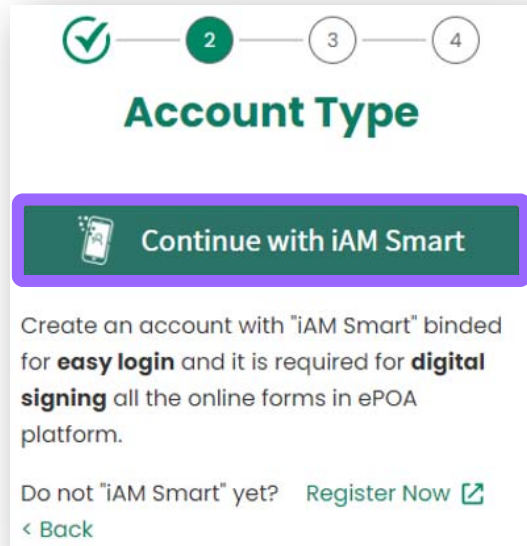 2 3 4
Account Type
Continue with iAM Smart
Create an account with "iAM Smart" binded
for easy login and it is required for digital
signing all the online forms in ePOA
platform.
Do not "iAM Smart" yet? Register Now
< Back